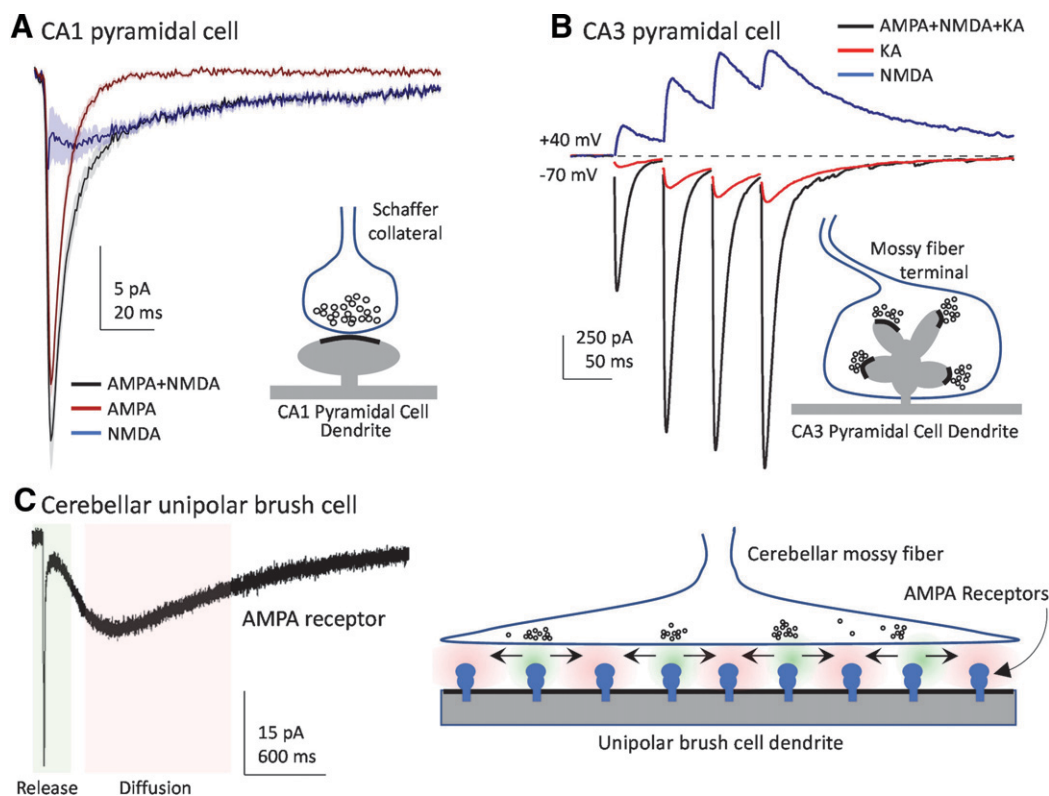 A CA1 pyramidal cell
Schaffer
collateral
5 pA
20 ms
AMPA+NMDA
AMPA
NMDA
CA1 Pyramidal Cell
Dendrite
B CA3 pyramidal cell
AMPA+NMDA+KA
KA
NMDA
+40 mV
-70 mV
Mossy fiber
terminal
250 pA
50 ms
CA3 Pyramidal Cell Dendrite
C Cerebellar unipolar brush cell
AMPA receptor
15 pA
600 ms
Release Diffusion
Cerebellar mossy fiber
AMPA Receptors
Unipolar brush cell dendrite